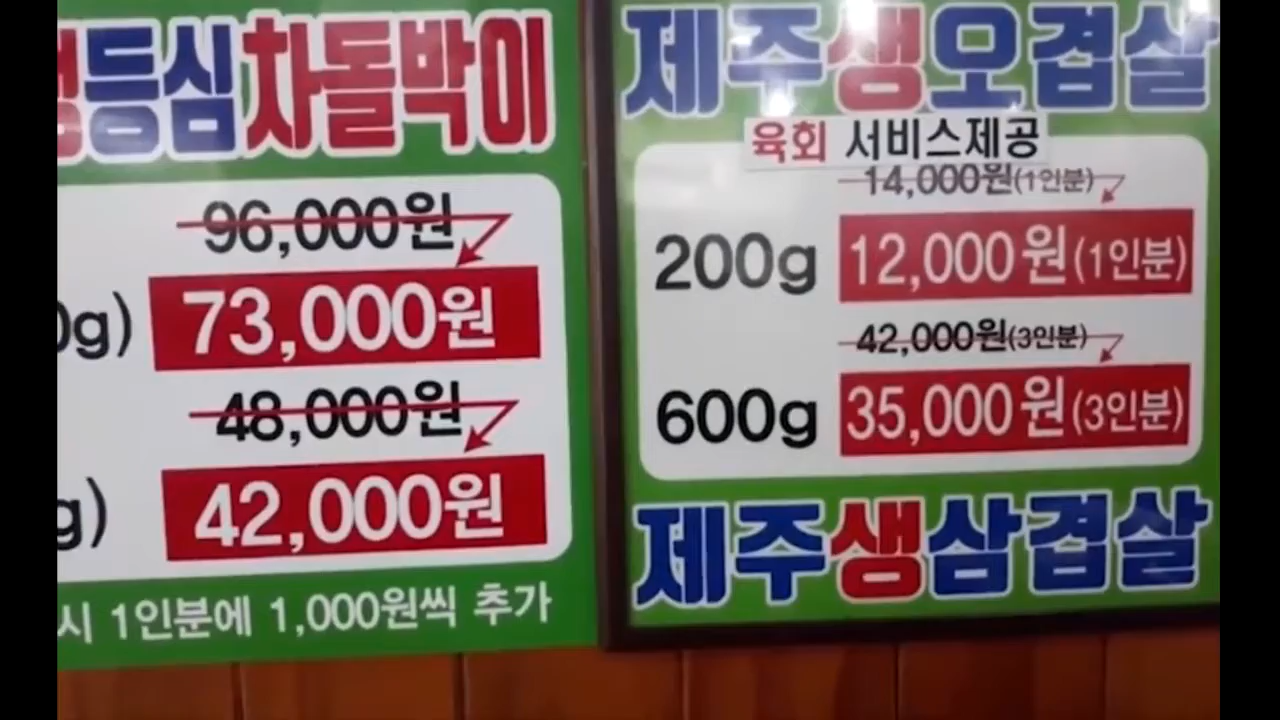 등심차돌박이
96,000원
0g) 73,000원
48,000원
g) 42,000원
시 1인분에 1,000원씩 추가
제주생오겹살
육회 서비스제공
14,000원(1인분)
200g 12,000원(1인분)
42,000원(3인분)
600g 35,000원(3인분)
제주생삼겹살